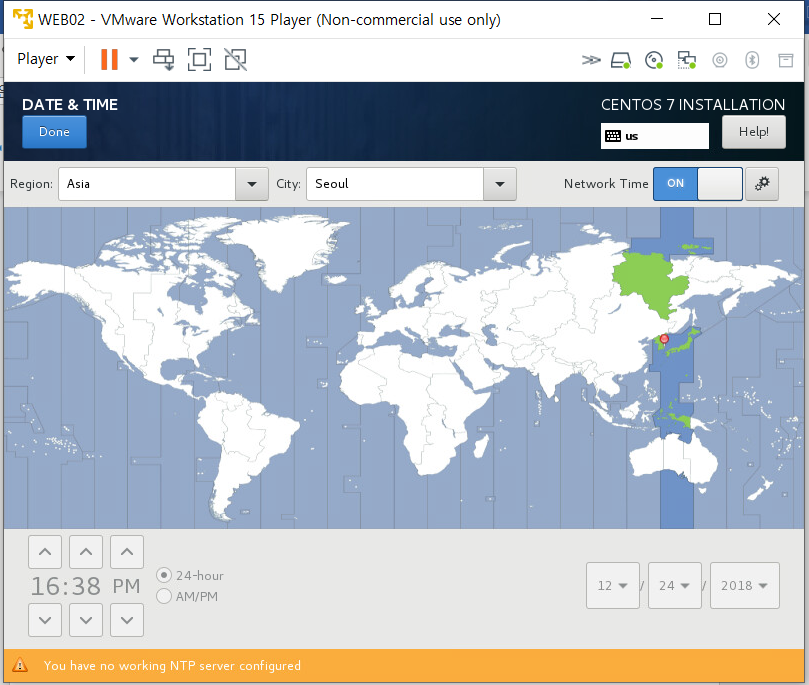 WEB02 - VMware Workstation 15 Player (Non-commercial use only)
Player
DATE & TIME
CENTOS 7 INSTALLATION
Done
us
Help!
Region: Asia City: Seoul Network Time ON
16:38 PM
24-hour
AM/PM
12 / 24 / 2018
You have no working NTP server configured